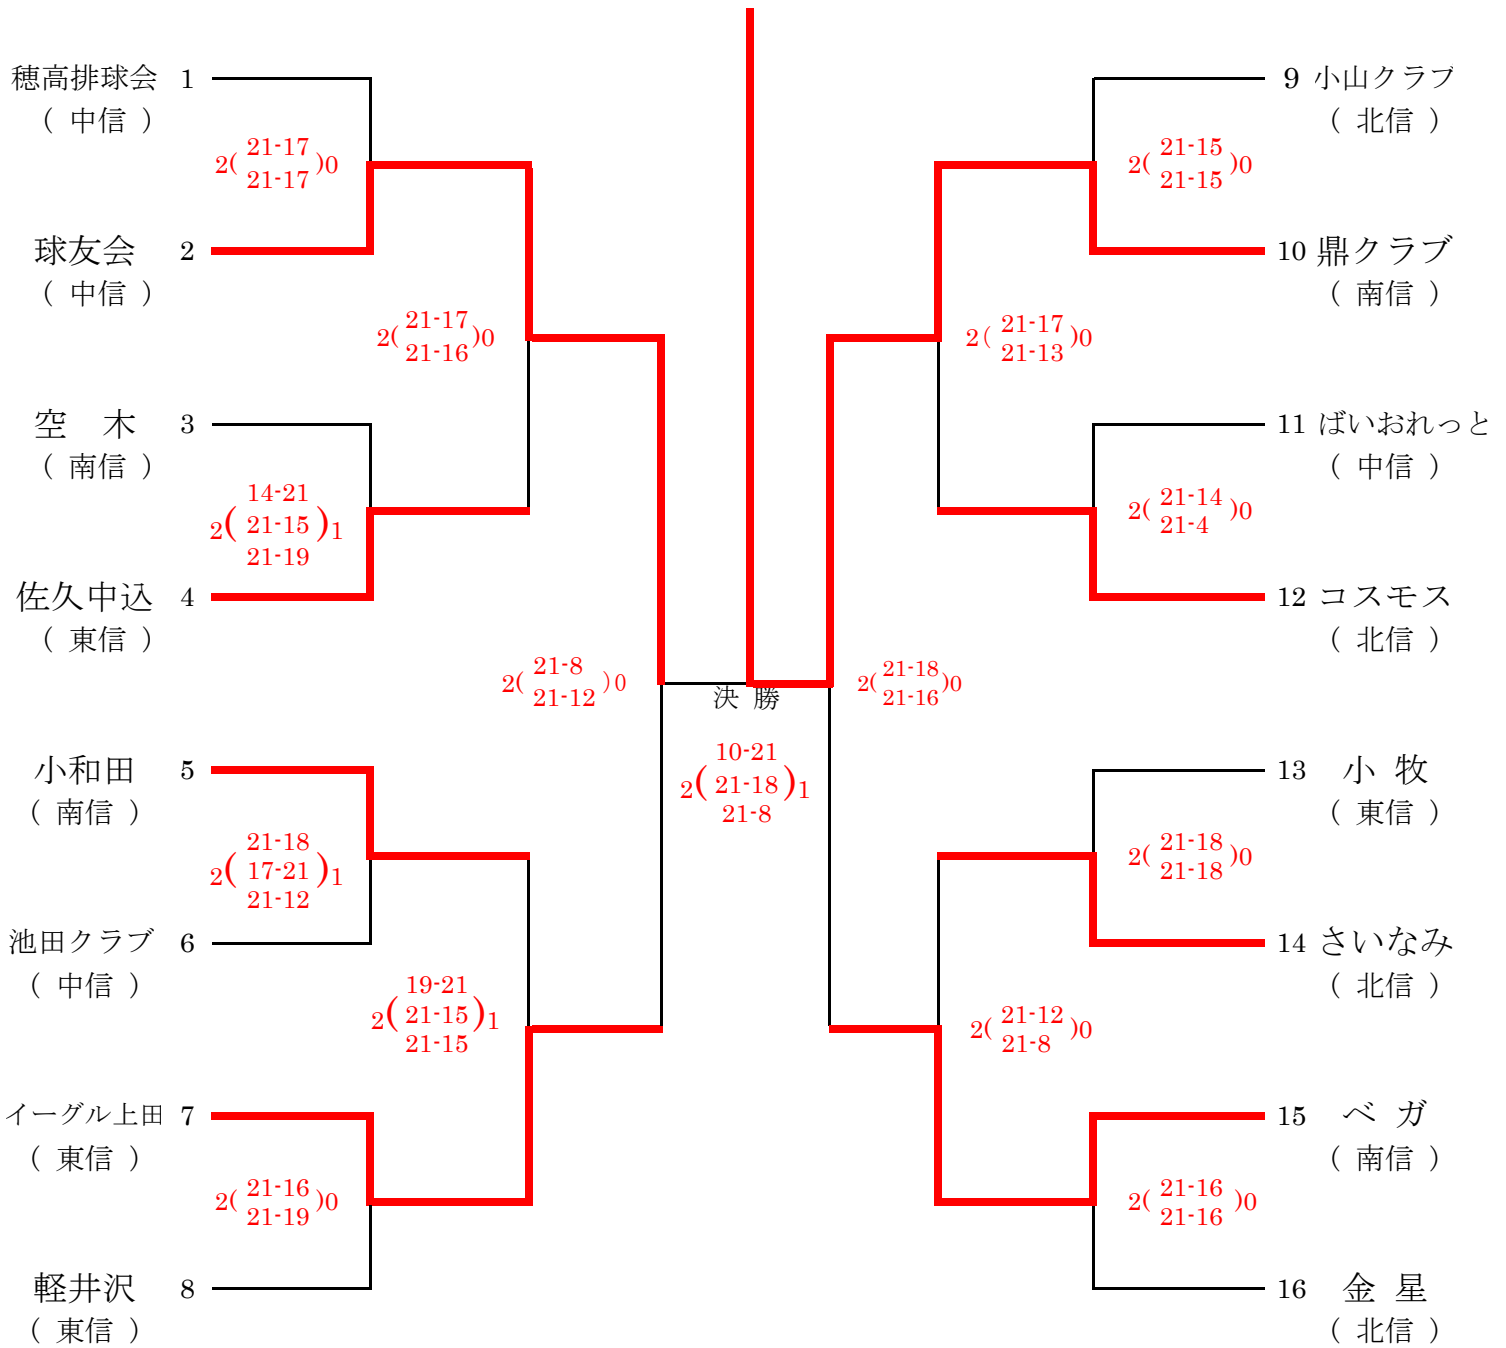 穂高排球会 1
（ 中信 ）
2( 21-17 )0
21-17
球友会 2
（ 中信 ）
2( 21-17 )0
21-16
空 木 3
（ 南信 ）
14-21
2( 21-15 )1
21-19
佐久中込 4
（ 東信 ）
2( 21-8 )0
21-12
小和田 5
（ 南信 ）
21-18
2( 17-21 )1
21-12
池田クラブ 6
（ 中信 ）
19-21
2( 21-15 )1
21-15
イーグル上田 7
（ 東信 ）
2( 21-16 )0
21-19
軽井沢 8
（ 東信 ）
決 勝
10-21
2( 21-18 )1
21-8
9 小山クラブ
（ 北信 ）
2( 21-15 )0
21-15
10 鼎クラブ
（ 南信 ）
2( 21-17 )0
21-13
11 ばいおれっと
（ 中信 ）
2( 21-14 )0
21-4
12 コスモス
（ 北信 ）
2( 21-18 )0
21-16
13 小 牧
（ 東信 ）
2( 21-18 )0
21-18
14 さいなみ
（ 北信 ）
2( 21-12 )0
21-8
15 ベ ガ
（ 南信 ）
2( 21-16 )0
21-16
16 金 星
（ 北信 ）